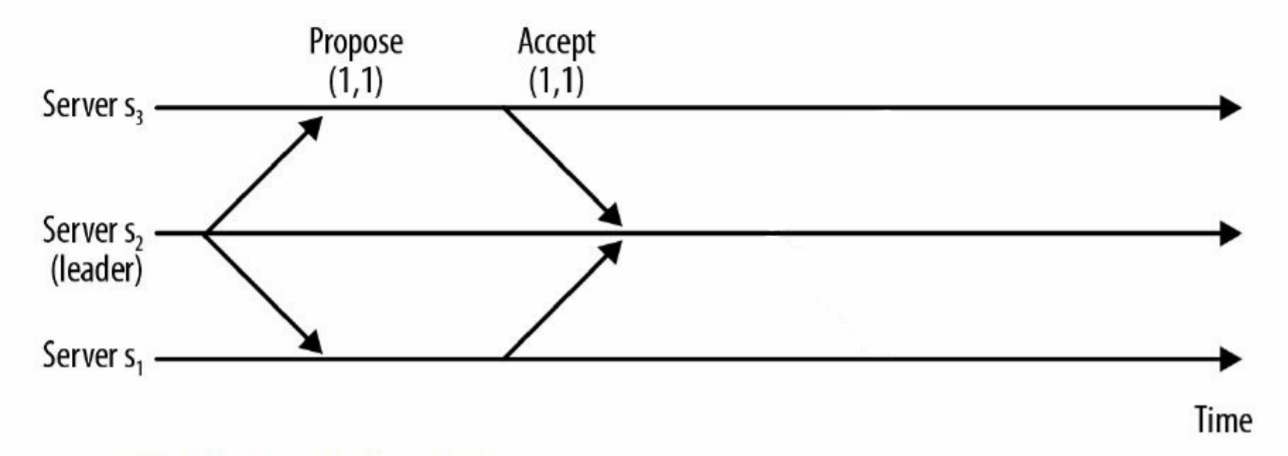 Propose
(1,1)
Accept
(1,1)
Server s₃
Server s₂
(leader)
Server s₁
Time